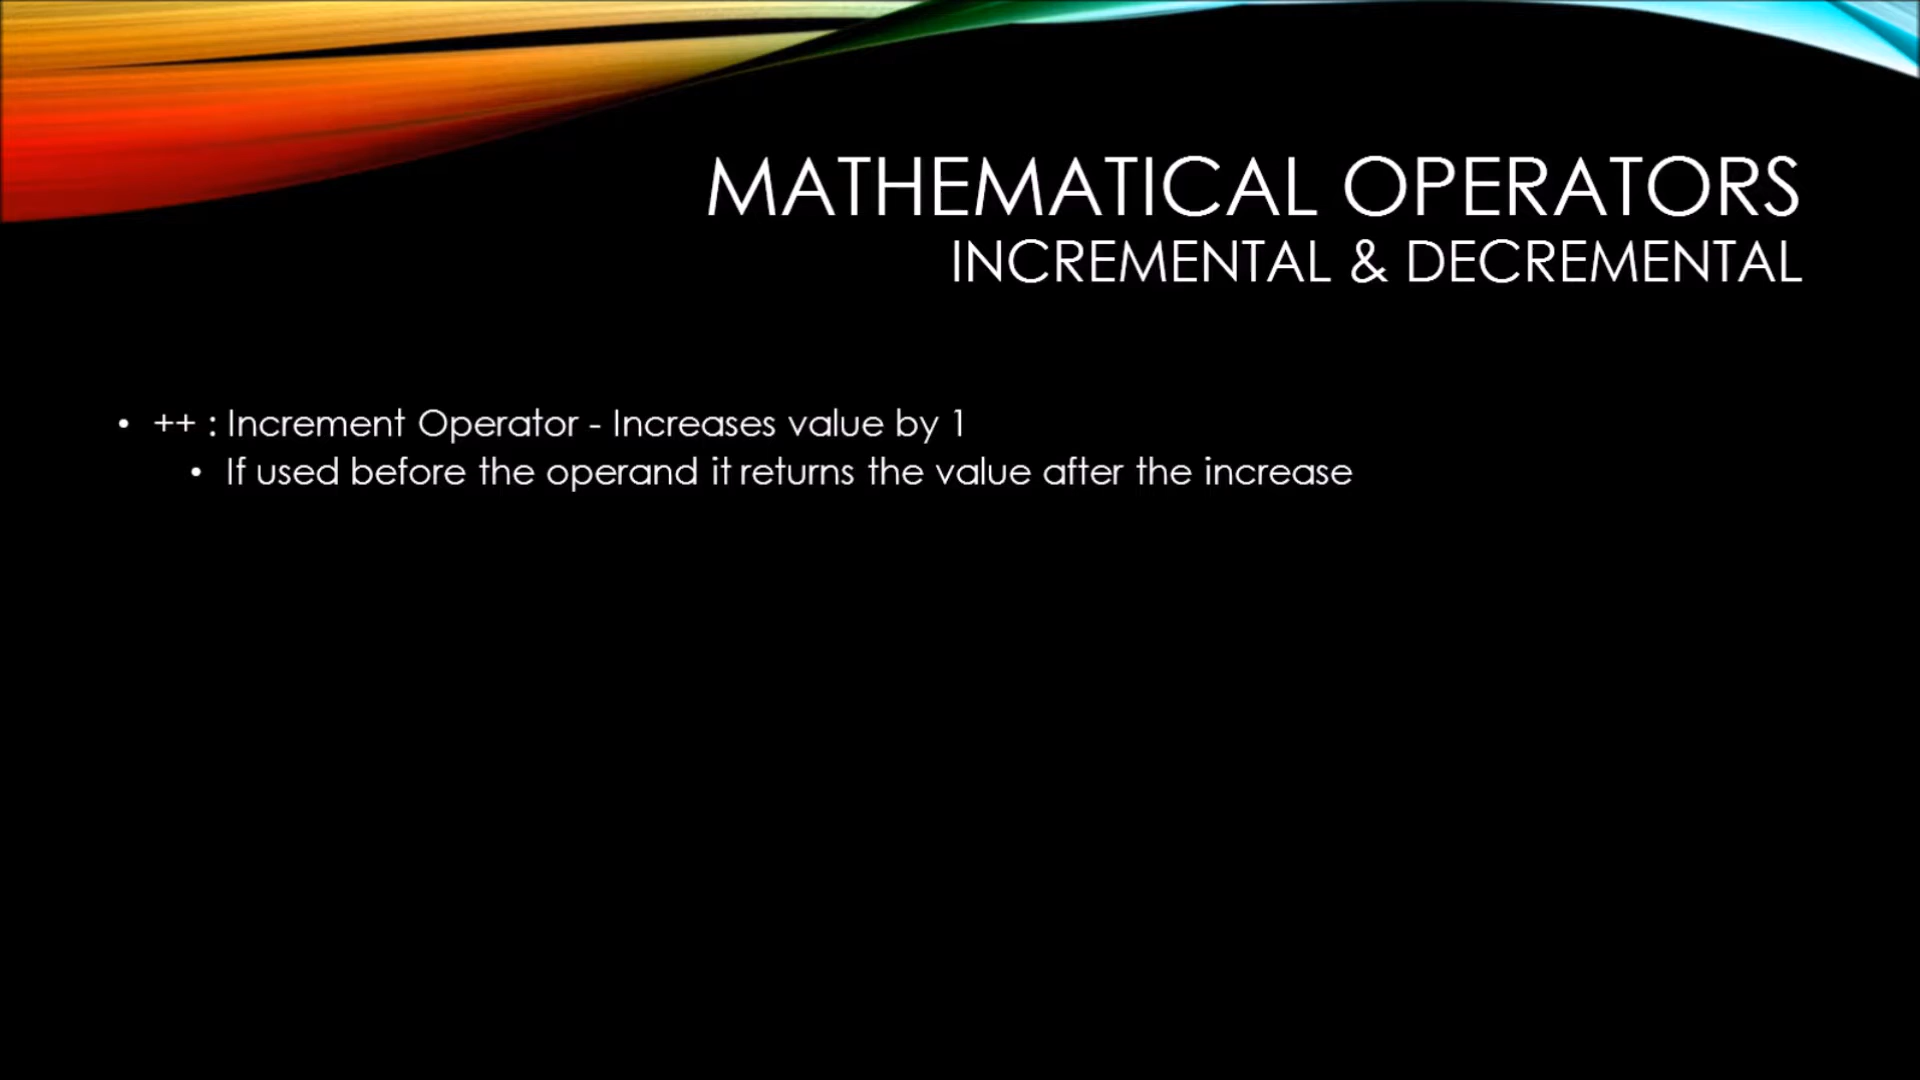 MATHEMATICAL OPERATORS
INCREMENTAL & DECREMENTAL
• ++ : Increment Operator - Increases value by 1
• If used before the operand it returns the value after the increase